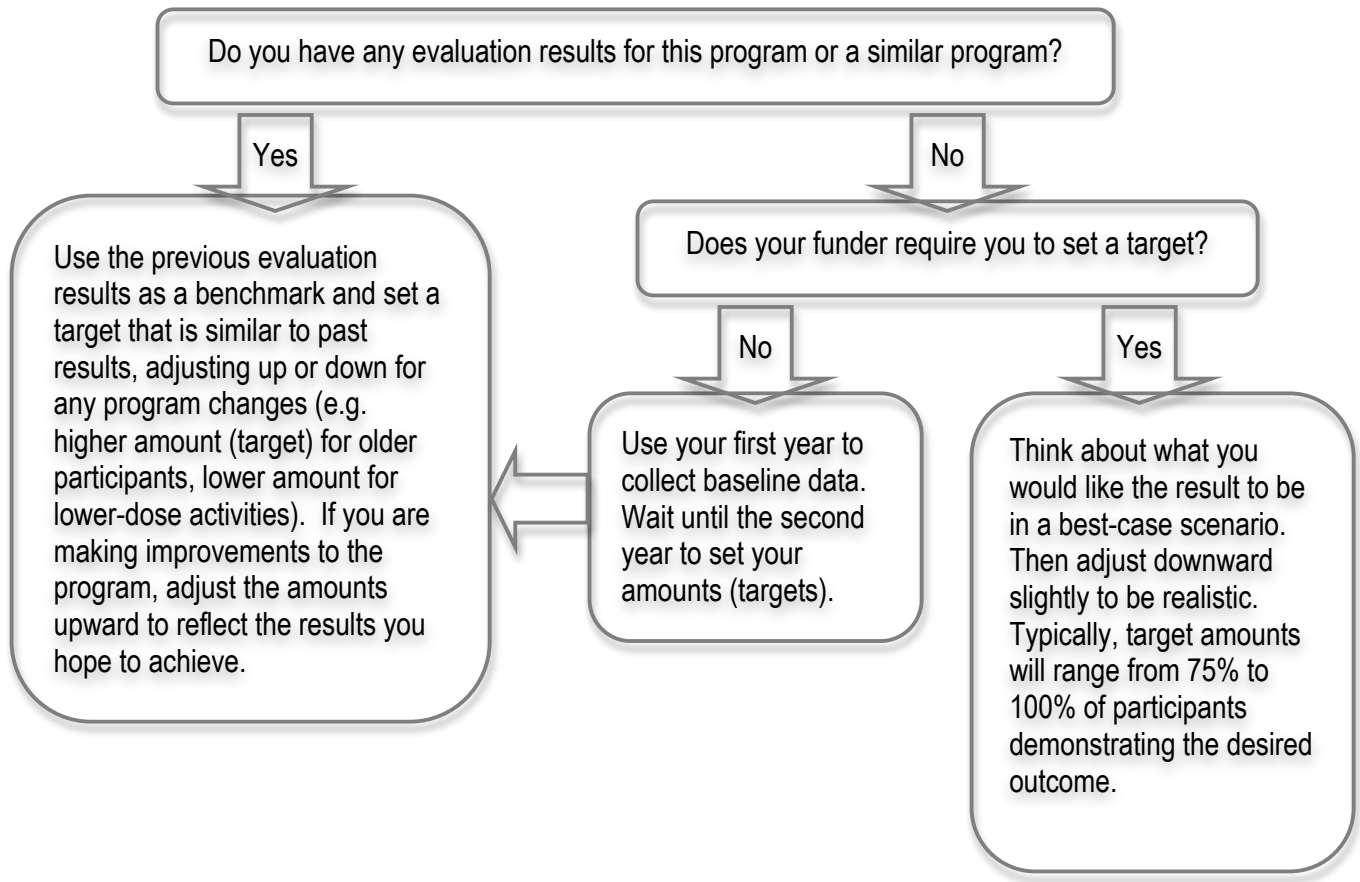 Do you have any evaluation results for this program or a similar program?
Yes
No
Use the previous evaluation
results as a benchmark and set a
target that is similar to past
results, adjusting up or down for
any program changes (e.g.
higher amount (target) for older
participants, lower amount for
lower-dose activities).  If you are
making improvements to the
program, adjust the amounts
upward to reflect the results you
hope to achieve.
Does your funder require you to set a target?
No
Yes
Use your first year to
collect baseline data.
Wait until the second
year to set your
amounts (targets).
Think about what you
would like the result to be
in a best-case scenario.
Then adjust downward
slightly to be realistic.
Typically, target amounts
will range from 75% to
100% of participants
demonstrating the desired
outcome.